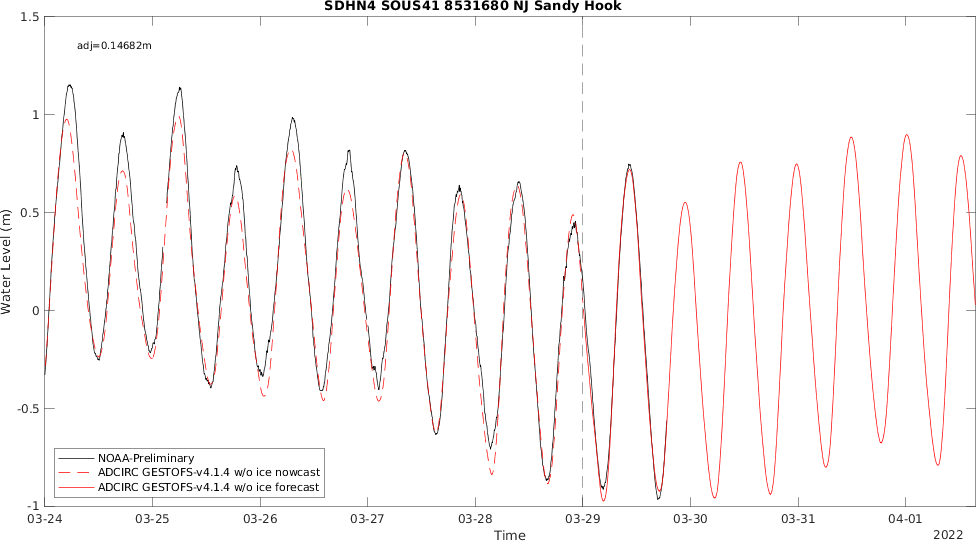 SDHN4 SOUS41 8531680 NJ Sandy Hook
1.5
adj=0.14682m
1
0.5
Water Level (m)
0
-0.5
NOAA-Preliminary
ADCIRC GESTOFS-v4.1.4 w/o ice nowcast
ADCIRC GESTOFS-v4.1.4 w/o ice forecast
-1
03-24 03-25 03-26 03-27 03-28 03-29 03-30 03-31 04-01
Time
2022